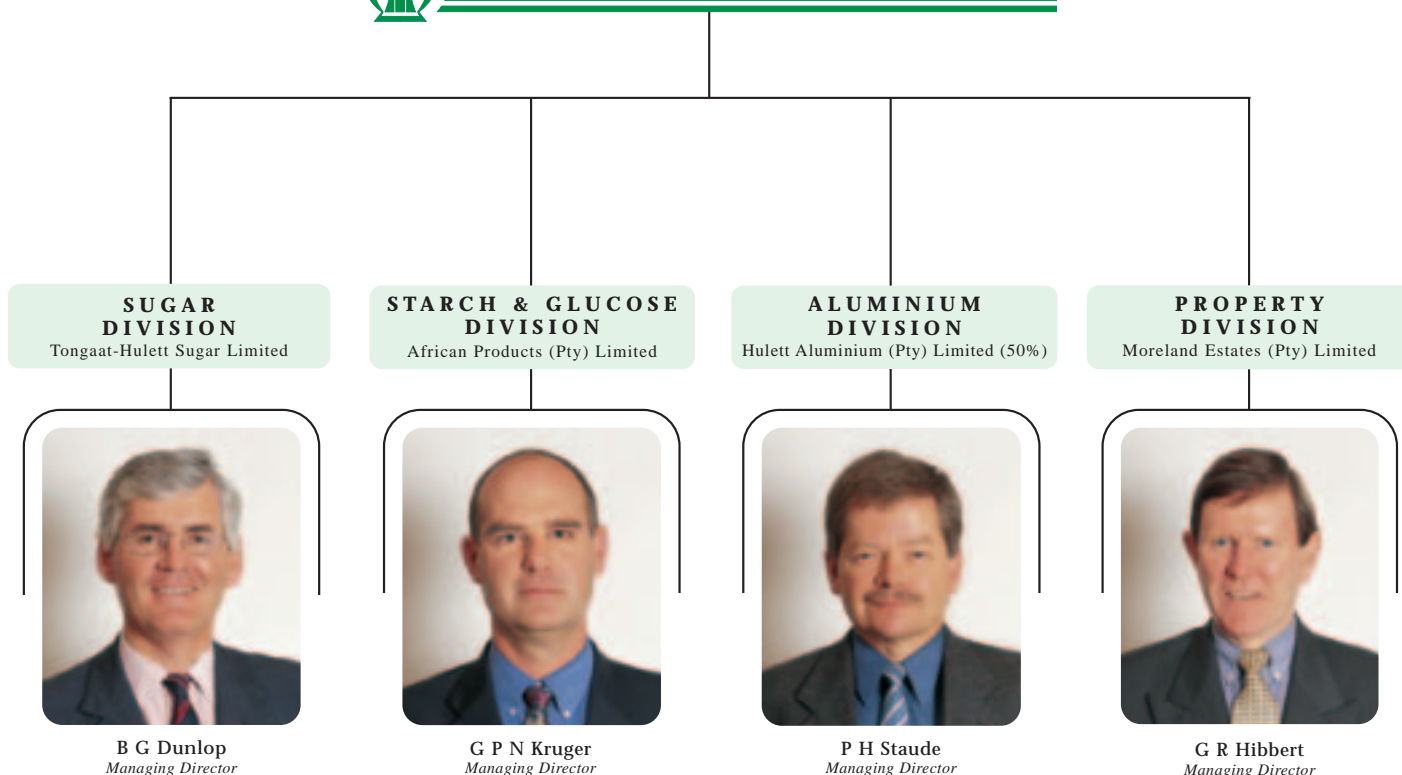 SUGAR
DIVISION
Tongaat-Hulett Sugar Limited
STARCH & GLUCOSE
DIVISION
African Products (Pty) Limited
ALUMINIUM
DIVISION
Hulett Aluminium (Pty) Limited (50%)
PROPERTY
DIVISION
Moreland Estates (Pty) Limited
B G Dunlop
Managing Director
G P N Kruger
Managing Director
P H Staude
Managing Director
G R Hibbert
Managing Director